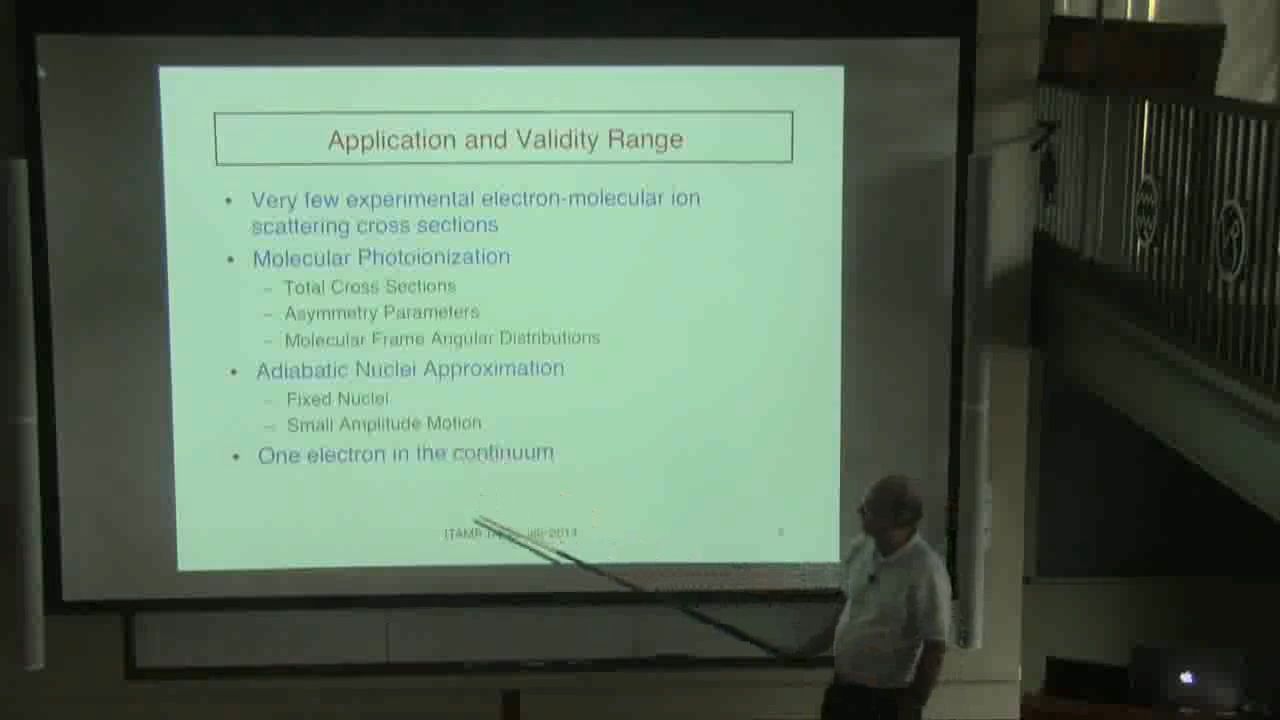 Application and Validity Range
• Very few experimental electron-molecular ion
scattering cross sections
• Molecular Photoionization
– Total Cross Sections
– Asymmetry Parameters
– Molecular Frame Angular Distributions
• Adiabatic Nuclei Approximation
– Fixed Nuclei
– Small Amplitude Motion
• One electron in the continuum
ITAMP